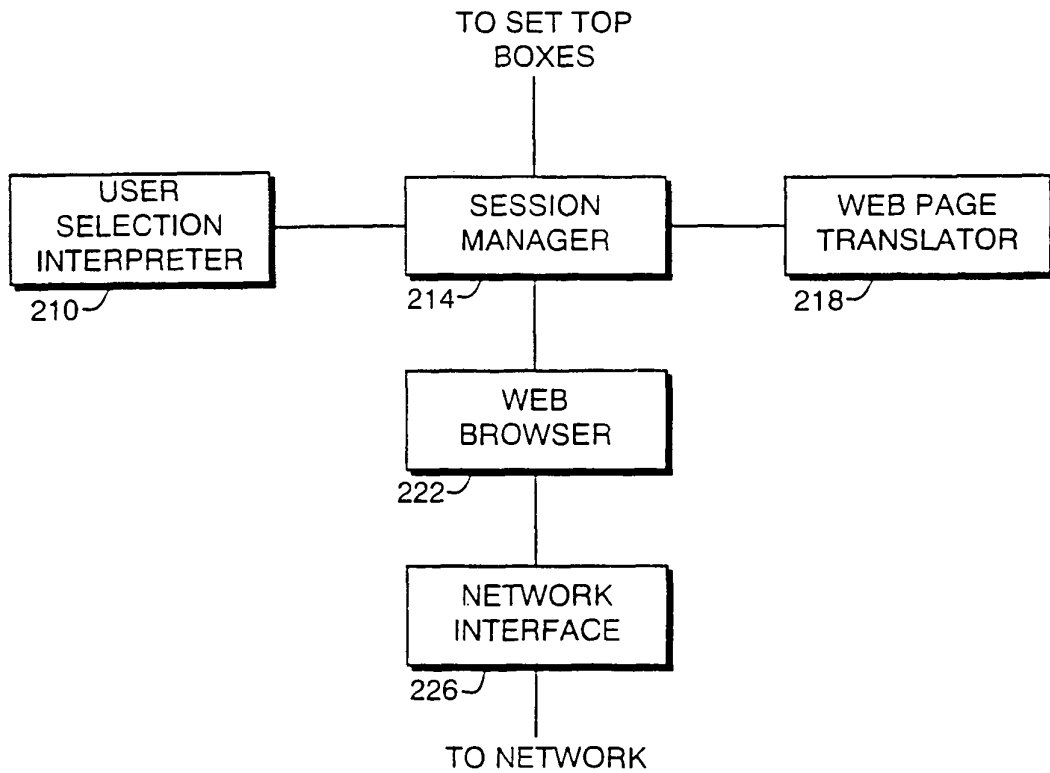 TO SET TOP
BOXES
USER
SELECTION
INTERPRETER
210
SESSION
MANAGER
214
WEB PAGE
TRANSLATOR
218
WEB
BROWSER
222
NETWORK
INTERFACE
226
TO NETWORK